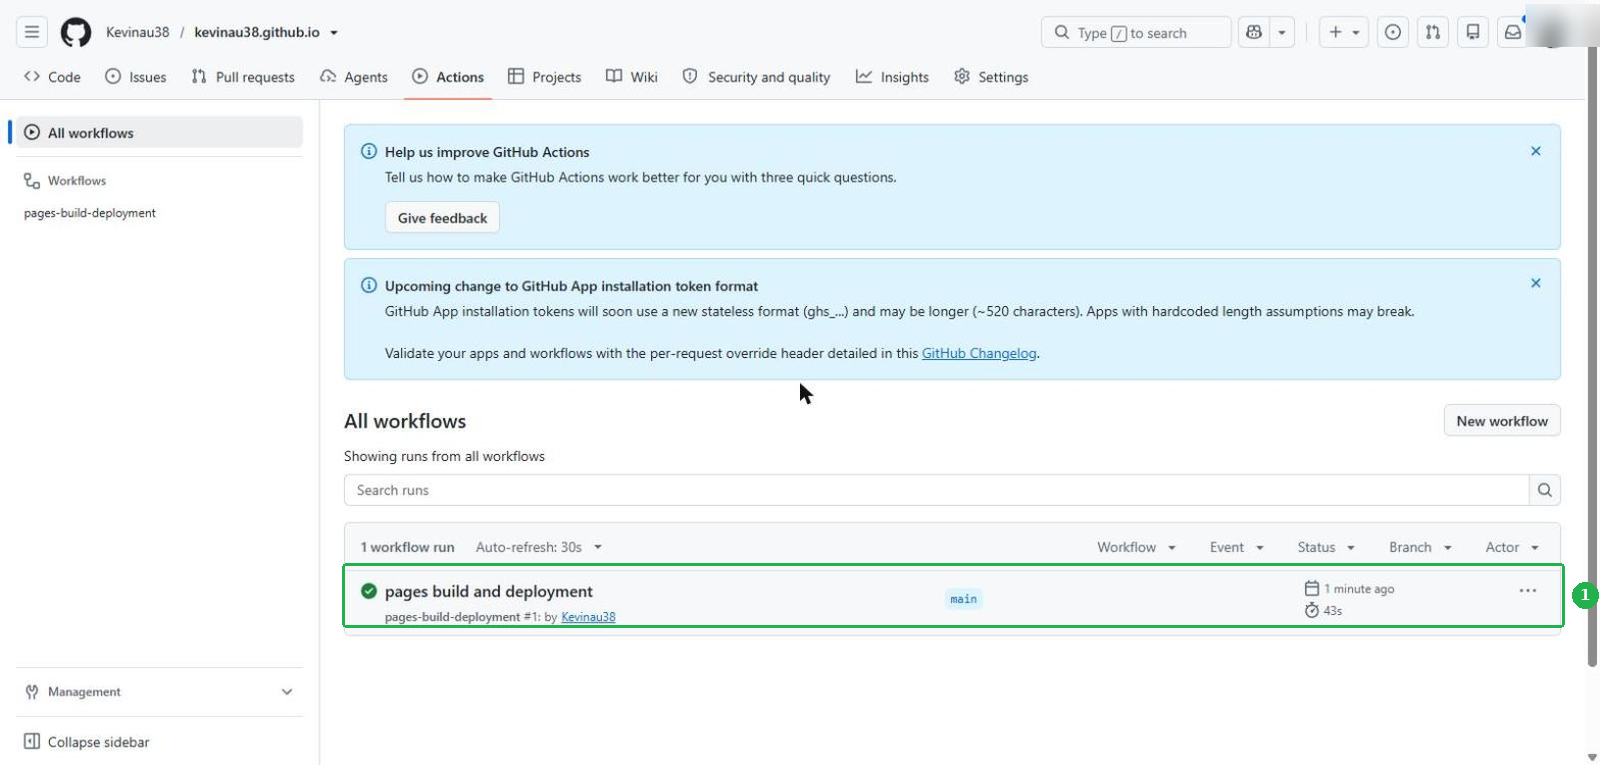 Kevinau38 / kevinau38.github.io
Type / to search
Code Issues Pull requests Agents Actions Projects Wiki Security and quality Insights Settings
All workflows
Workflows
pages-build-deployment
Management
Collapse sidebar
Help us improve GitHub Actions
Tell us how to make GitHub Actions work better for you with three quick questions.
Give feedback
Upcoming change to GitHub App installation token format
GitHub App installation tokens will soon use a new stateless format (ghs_...) and may be longer (~520 characters). Apps with hardcoded length assumptions may break.
Validate your apps and workflows with the per-request override header detailed in this GitHub Changelog.
All workflows
New workflow
Showing runs from all workflows
Search runs
1 workflow run Auto-refresh: 30s Workflow Event Status Branch Actor
pages build and deployment
pages-build-deployment #1: by Kevinau38
main
1 minute ago
43s
1